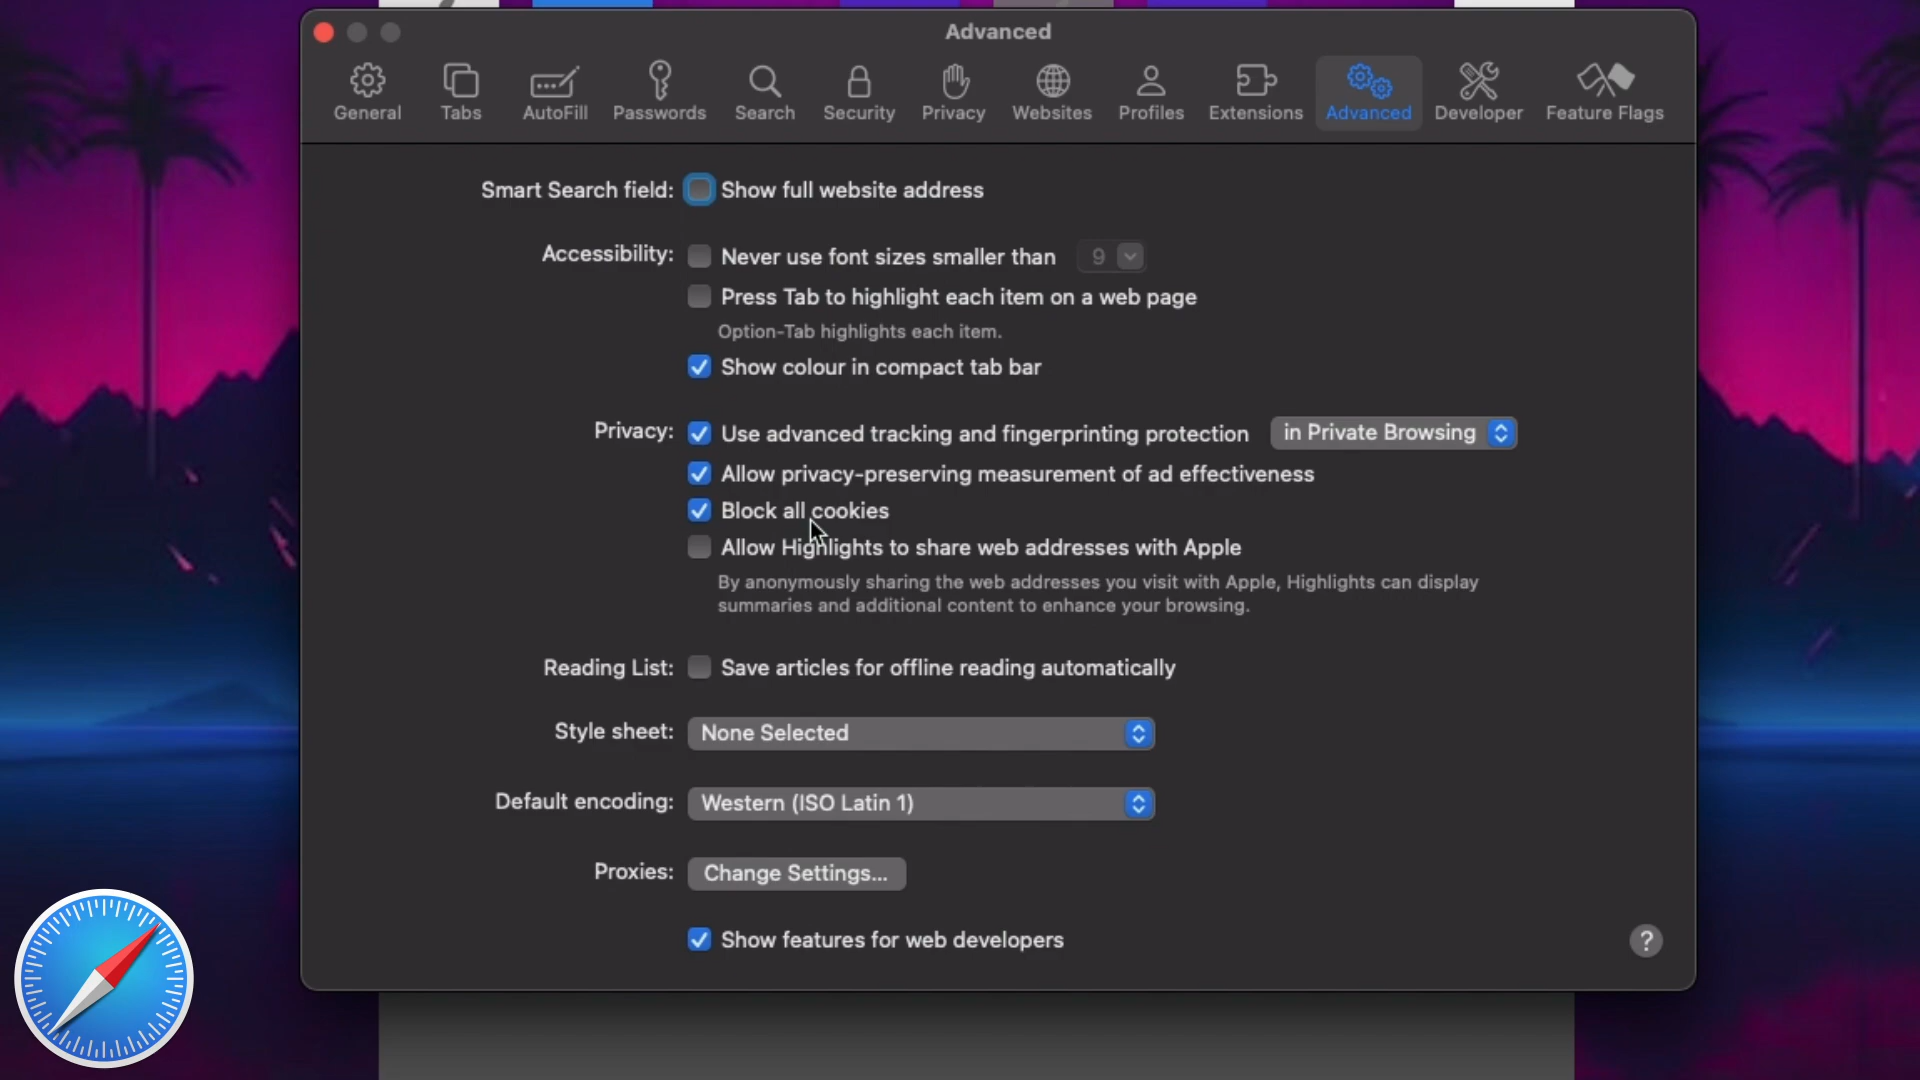 Advanced
General
Tabs
AutoFill
Passwords
Search
Security
Privacy
Websites
Profiles
Extensions
Advanced
Developer
Feature Flags
Smart Search field: Show full website address
Accessibility: Never use font sizes smaller than 9
Press Tab to highlight each item on a web page
Option-Tab highlights each item.
Show colour in compact tab bar
Privacy: Use advanced tracking and fingerprinting protection in Private Browsing
Allow privacy-preserving measurement of ad effectiveness
Block all cookies
Allow Highlights to share web addresses with Apple
By anonymously sharing the web addresses you visit with Apple, Highlights can display
summaries and additional content to enhance your browsing.
Reading List: Save articles for offline reading automatically
Style sheet: None Selected
Default encoding: Western (ISO Latin 1)
Proxies: Change Settings...
Show features for web developers
?